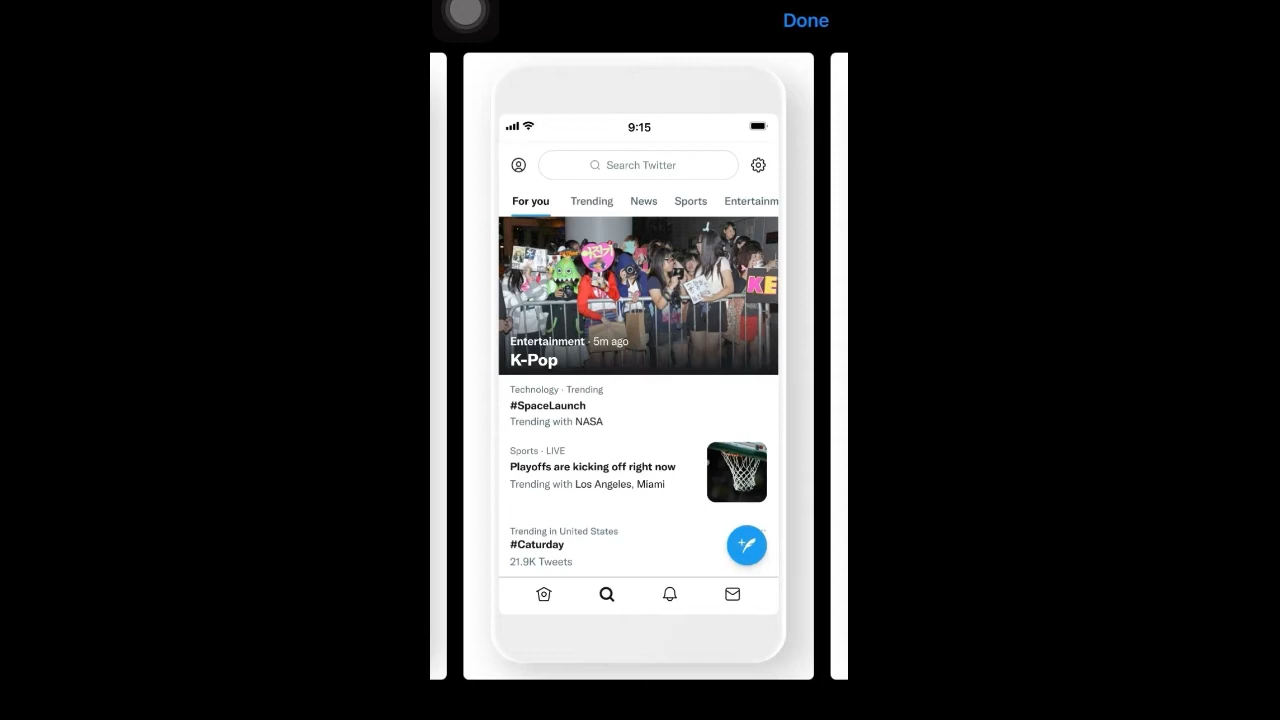 Done
9:15
Search Twitter
For you Trending News Sports Entertainm
KE
Entertainment · 5m ago
K-Pop
Technology · Trending
#SpaceLaunch
Trending with NASA
Sports · LIVE
Playoffs are kicking off right now
Trending with Los Angeles, Miami
Trending in United States
#Caturday
21.9K Tweets